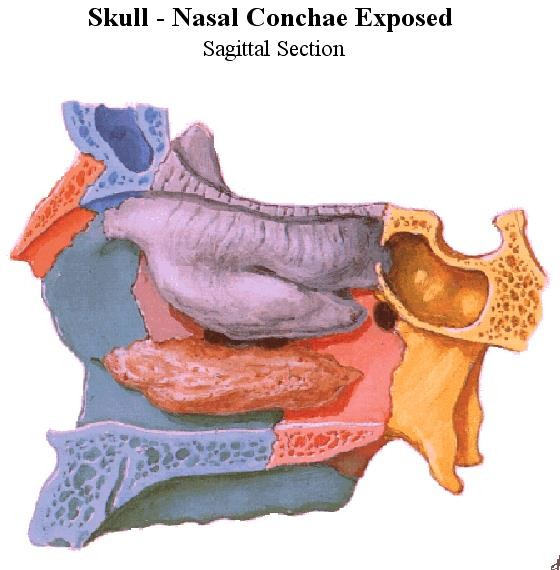 Skull - Nasal Conchae Exposed
Sagittal Section